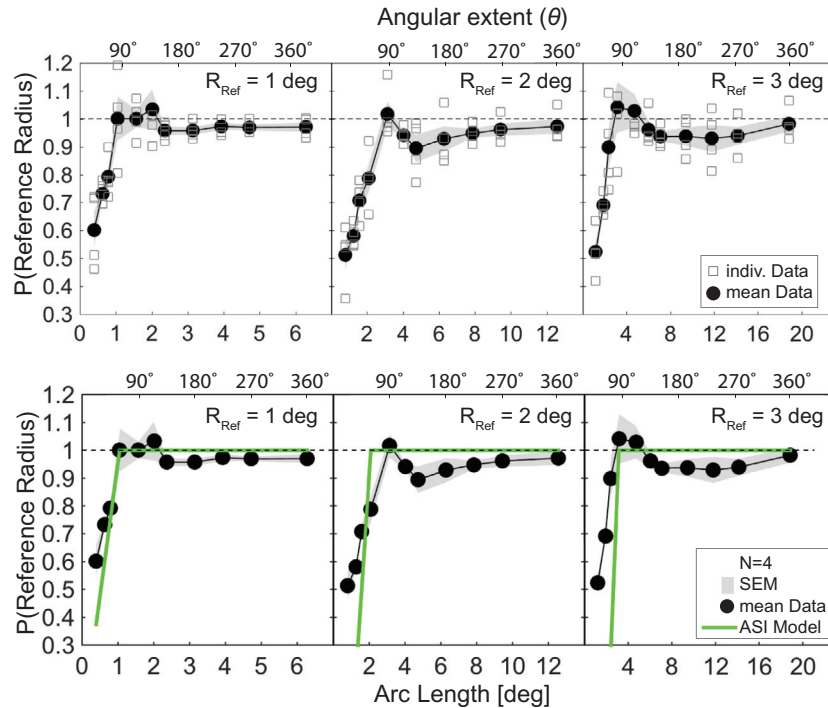 Angular extent (θ)
90° 180° 270° 360° 90° 180° 270° 360° 90° 180° 270° 360°
P(Reference Radius)
1.2
1.1
1
0.9
0.8
0.7
0.6
0.5
0.4
0.3
R_Ref = 1 deg R_Ref = 2 deg R_Ref = 3 deg
indiv. Data
mean Data
0 1 2 3 4 5 6 2 4 6 8 10 12 4 8 12 16 20
90° 180° 270° 360° 90° 180° 270° 360° 90° 180° 270° 360°
P(Reference Radius)
1.2
1.1
1
0.9
0.8
0.7
0.6
0.5
0.4
0.3
R_Ref = 1 deg R_Ref = 2 deg R_Ref = 3 deg
N=4
SEM
mean Data
ASI Model
0 1 2 3 4 5 6 2 4 6 8 10 12 4 8 12 16 20
Arc Length [deg]